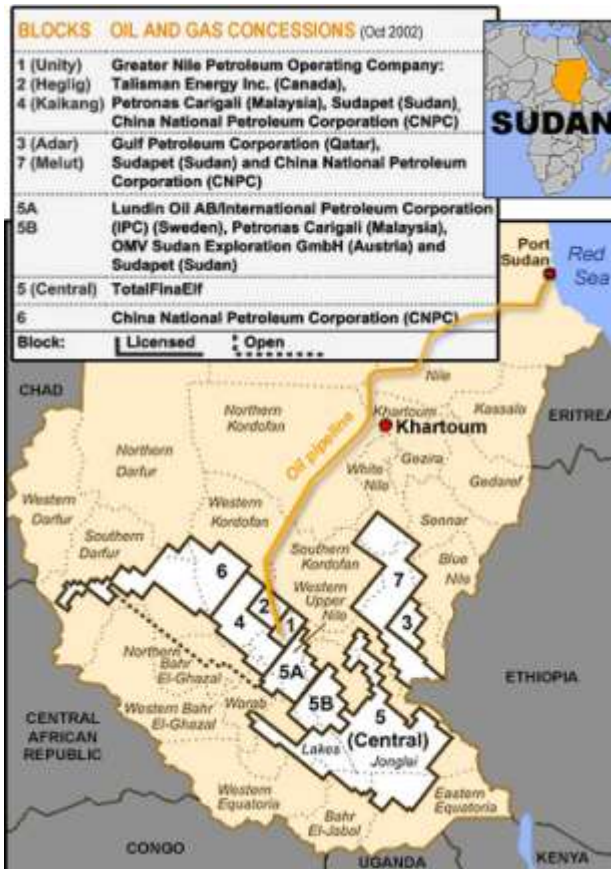 BLOCKS OIL AND GAS CONCESSIONS (Oct 2002)
1 (Unity) Greater Nile Petroleum Operating Company:
2 (Heglig) Talisman Energy Inc. (Canada),
4 (Kaikang) Petronas Carigali (Malaysia), Sudapet (Sudan),
China National Petroleum Corporation (CNPC)
3 (Adar) Gulf Petroleum Corporation (Qatar),
7 (Melut) Sudapet (Sudan) and China National Petroleum
Corporation (CNPC)
5A Lundin Oil AB/International Petroleum Corporation
5B (IPC) (Sweden), Petronas Carigali (Malaysia),
OMV Sudan Exploration GmbH (Austria) and
Sudapet (Sudan)
5 (Central) TotalFinaElf
6 China National Petroleum Corporation (CNPC)
Block: Licensed Open
SUDAN
Port
Sudan
Red
Sea
CHAD
Nile
Northern
Kordofan
Khartoum
Kassala
ERITREA
Khartoum
Oil pipeline
Northern
Darfur
White
Nile
Gezira
Gedaref
Western
Darfur
Western
Kordofan
Sennar
Southern
Darfur
Southern
Kordofan
Blue
Nile
6
7
Western
Upper
Nile
2
4
1
3
Northern
Bahr
El-Ghazal
5A
ETHIOPIA
Western Bahr
El-Ghazal
Warab
5B
5
(Central)
CENTRAL
AFRICAN
REPUBLIC
Lakes
Jonglei
Western
Equatoria
Eastern
Equatoria
Bahr
El-Jabal
CONGO
UGANDA
KENYA